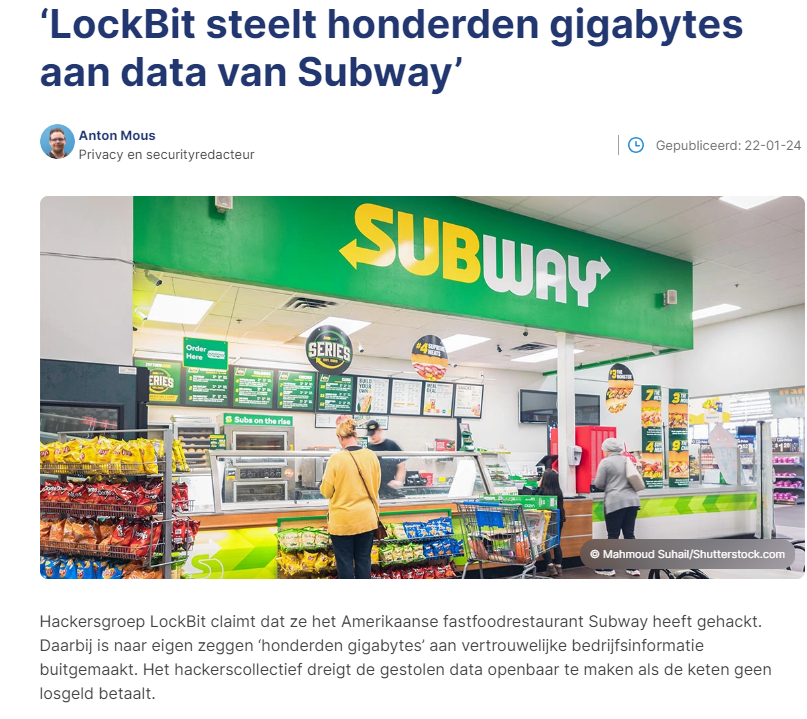 ‘LockBit steelt honderden gigabytes
aan data van Subway’
Anton Mous
Privacy en securityredacteur
Gepubliceerd: 22-01-24
SUBWAY
Order
Here
SERIES
SERIES
Subs on the rise
© Mahmoud Suhail/Shutterstock.com
Hackersgroep LockBit claimt dat ze het Amerikaanse fastfoodrestaurant Subway heeft gehackt.
Daarbij is naar eigen zeggen ‘honderden gigabytes’ aan vertrouwelijke bedrijfsinformatie
buitgemaakt. Het hackerscollectief dreigt de gestolen data openbaar te maken als de keten geen
losgeld betaalt.